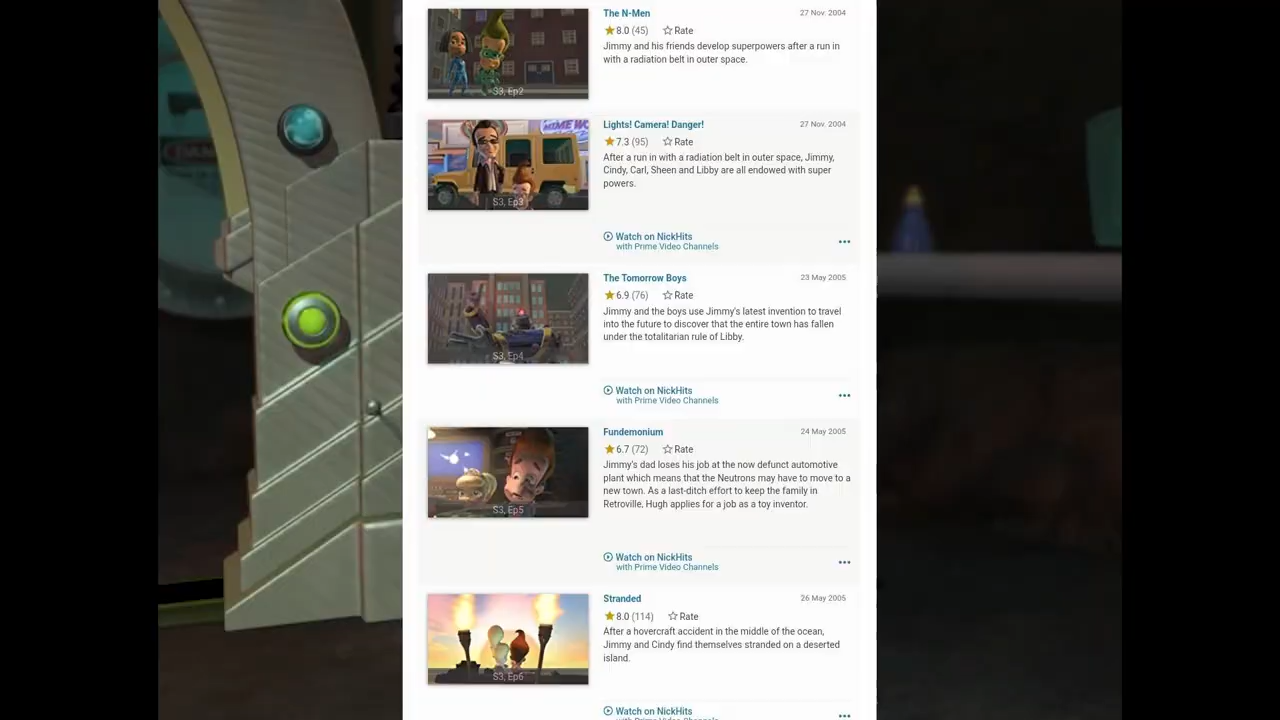 The N-Men 27 Nov. 2004
8.0 (45) Rate
Jimmy and his friends develop superpowers after a run in
with a radiation belt in outer space.
S3, Ep2
Lights! Camera! Danger! 27 Nov. 2004
7.3 (95) Rate
After a run in with a radiation belt in outer space, Jimmy,
Cindy, Carl, Sheen and Libby are all endowed with super
powers.
S3, Ep3
Watch on NickHits
with Prime Video Channels
The Tomorrow Boys 23 May 2005
6.9 (76) Rate
Jimmy and the boys use Jimmy's latest invention to travel
into the future to discover that the entire town has fallen
under the totalitarian rule of Libby.
S3, Ep4
Watch on NickHits
with Prime Video Channels
Fundemonium 24 May 2005
6.7 (72) Rate
Jimmy's dad loses his job at the now defunct automotive
plant which means that the Neutrons may have to move to a
new town. As a last-ditch effort to keep the family in
Retroville, Hugh applies for a job as a toy inventor.
S3, Ep5
Watch on NickHits
with Prime Video Channels
Stranded 26 May 2005
8.0 (114) Rate
After a hovercraft accident in the middle of the ocean,
Jimmy and Cindy find themselves stranded on a deserted
island.
S3, Ep6
Watch on NickHits